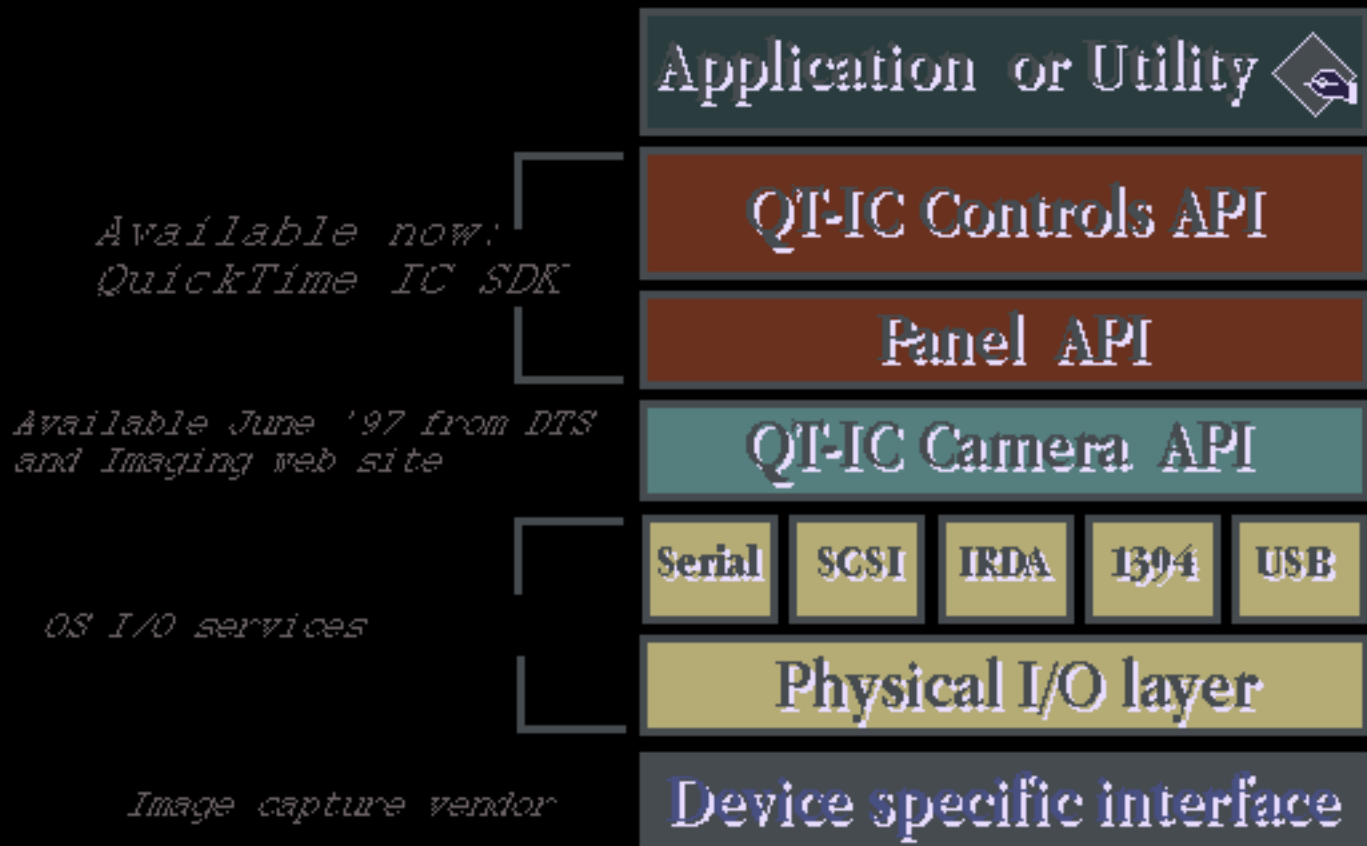 Application or Utility
Available now:
QuickTime IC SDK
QT-IC Controls API
Panel API
Available June '97 from DTS
and Imaging web site
QT-IC Camera API
OS I/O services
Serial SCSI IRDA 1394 USB
Physical I/O layer
Image capture vendor
Device specific interface